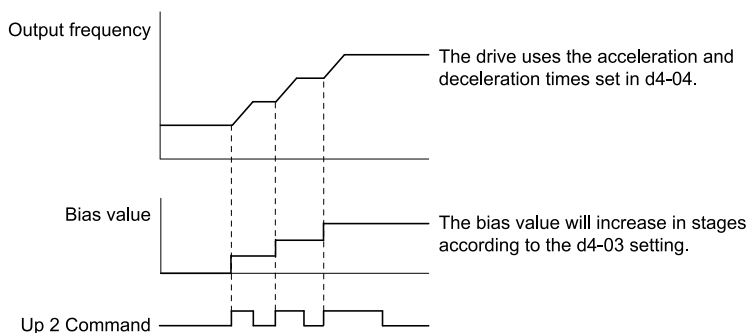 Output frequency
The drive uses the acceleration and
deceleration times set in d4-04.
Bias value
The bias value will increase in stages
according to the d4-03 setting.
Up 2 Command